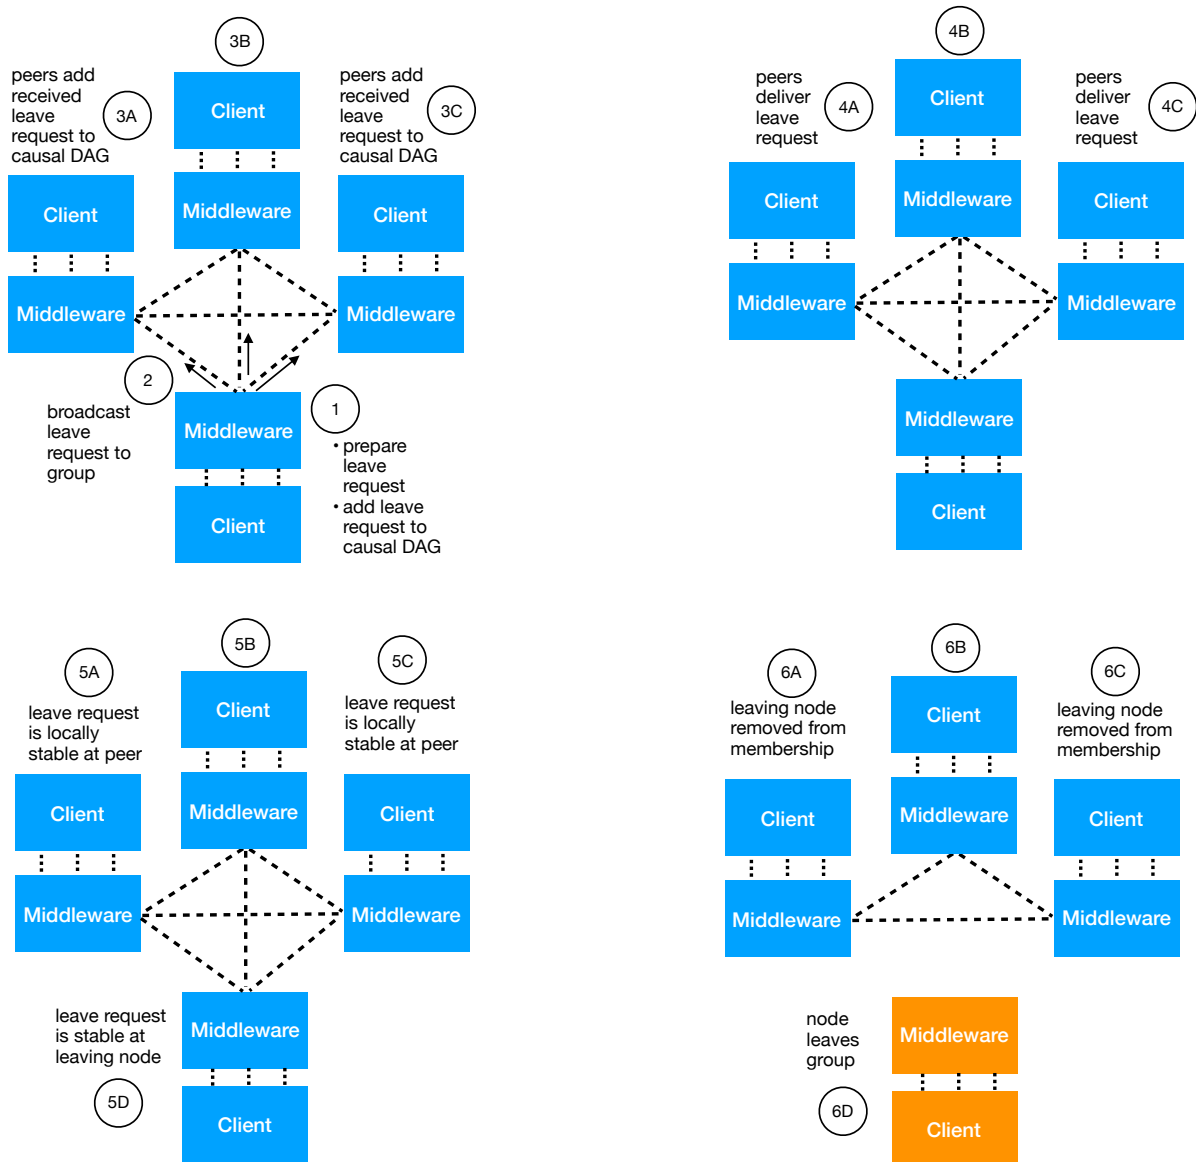 3B
peers add
received
leave
request to
causal DAG
3A
Client
peers add
received
leave
request to
causal DAG
3C
Client
Middleware
Client
Middleware
Middleware
2
broadcast
leave
request to
group
Middleware
1
• prepare
leave
request
• add leave
request to
causal DAG
Client
4B
peers
deliver
leave
request
4A
Client
peers
deliver
leave
request
4C
Client
Middleware
Client
Middleware
Middleware
Middleware
Client
5B
5A
leave request
is locally
stable at peer
Client
5C
leave request
is locally
stable at peer
Client
Middleware
Client
Middleware
Middleware
leave request
is stable at
leaving node
5D
Middleware
Client
6B
6A
leaving node
removed from
membership
Client
6C
leaving node
removed from
membership
Client
Middleware
Client
Middleware
Middleware
node
leaves
group
6D
Middleware
Client